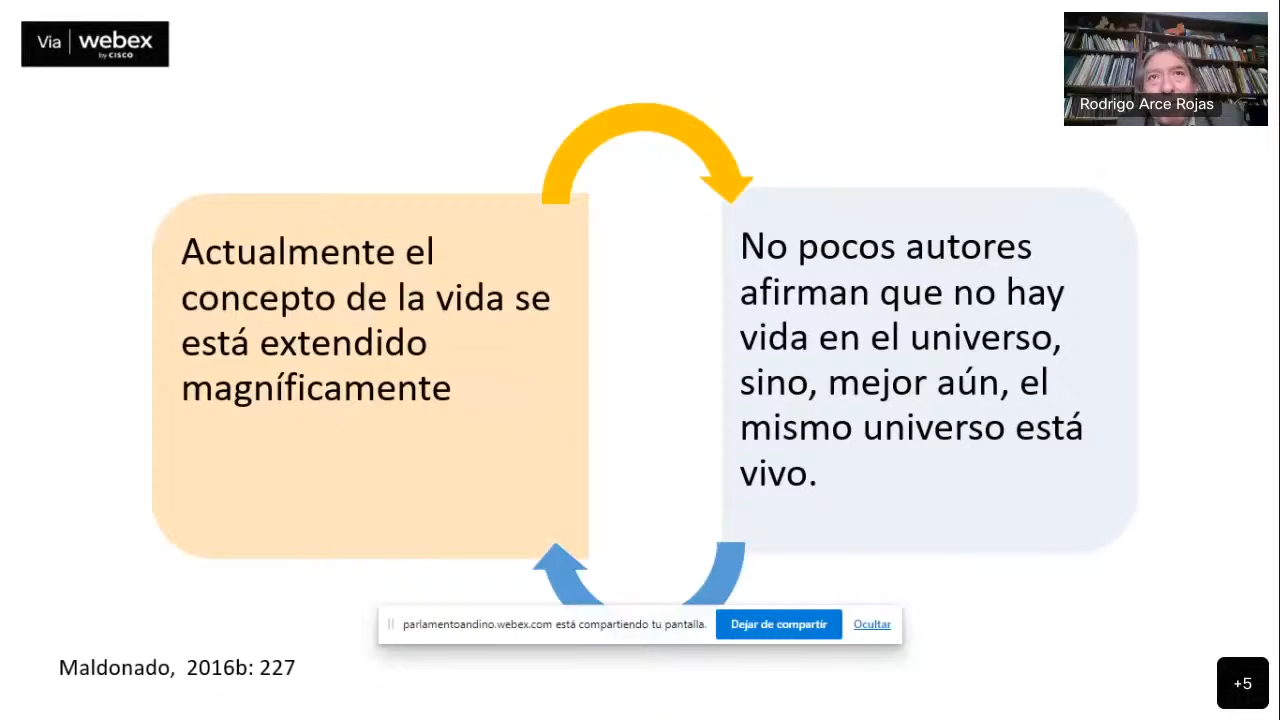 Via | webex
by CISCO
Rodrigo Arce Rojas
Actualmente el
concepto de la vida se
está extendido
magníficamente
No pocos autores
afirman que no hay
vida en el universo,
sino, mejor aún, el
mismo universo está
vivo.
parlamentoandino.webex.com está compartiendo tu pantalla.
Dejar de compartir
Ocultar
Maldonado, 2016b: 227
+5